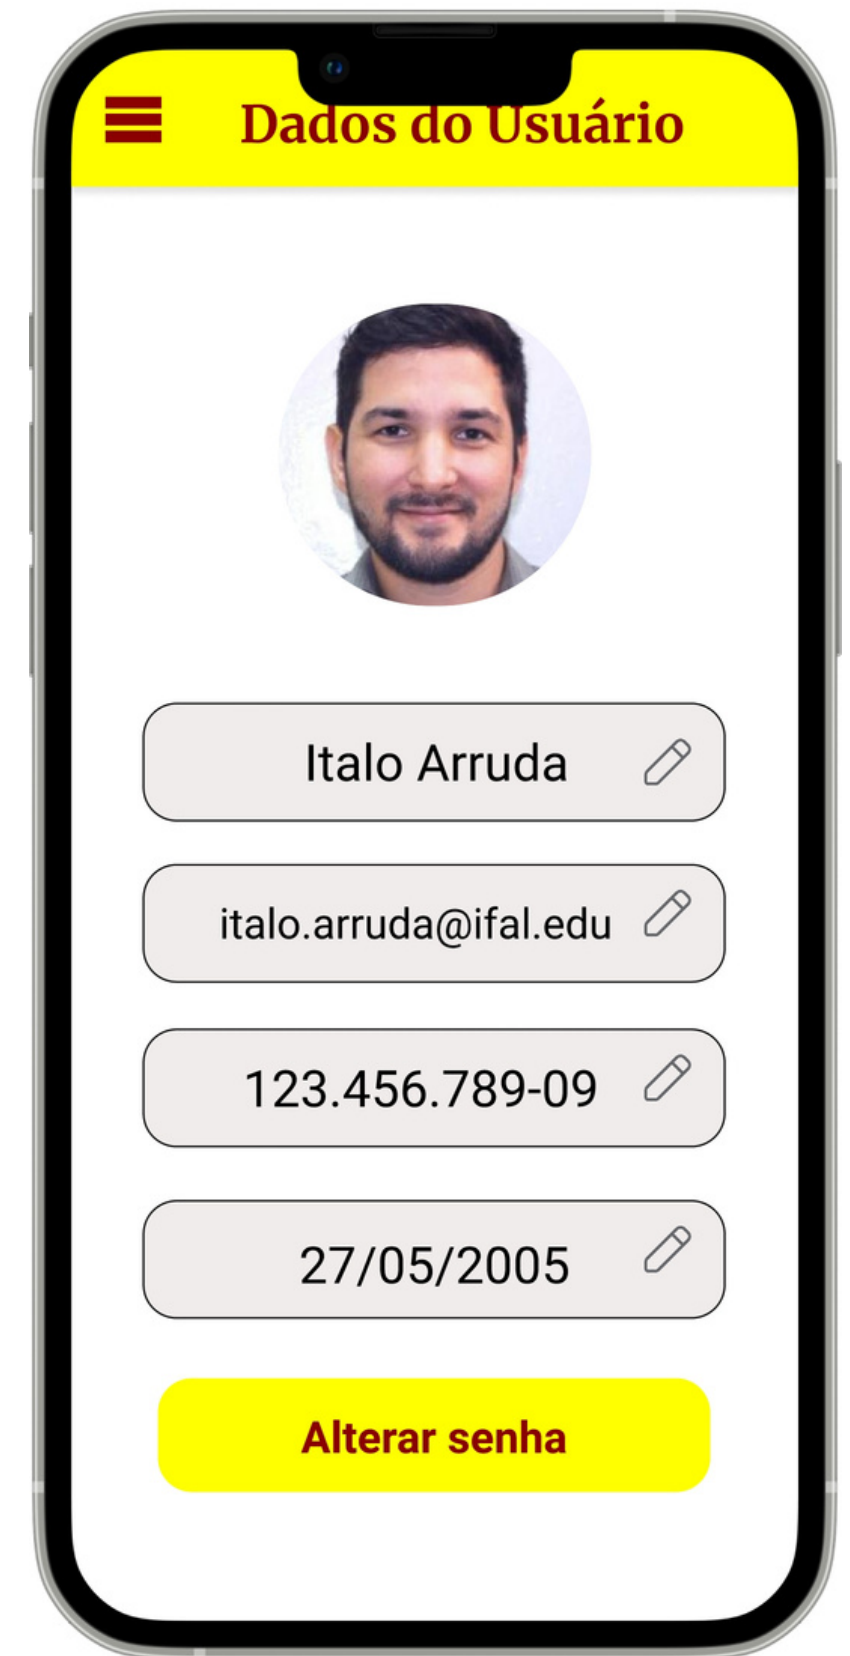 Dados do Usuário
Italo Arruda
italo.arruda@ifal.edu
123.456.789-09
27/05/2005
Alterar senha